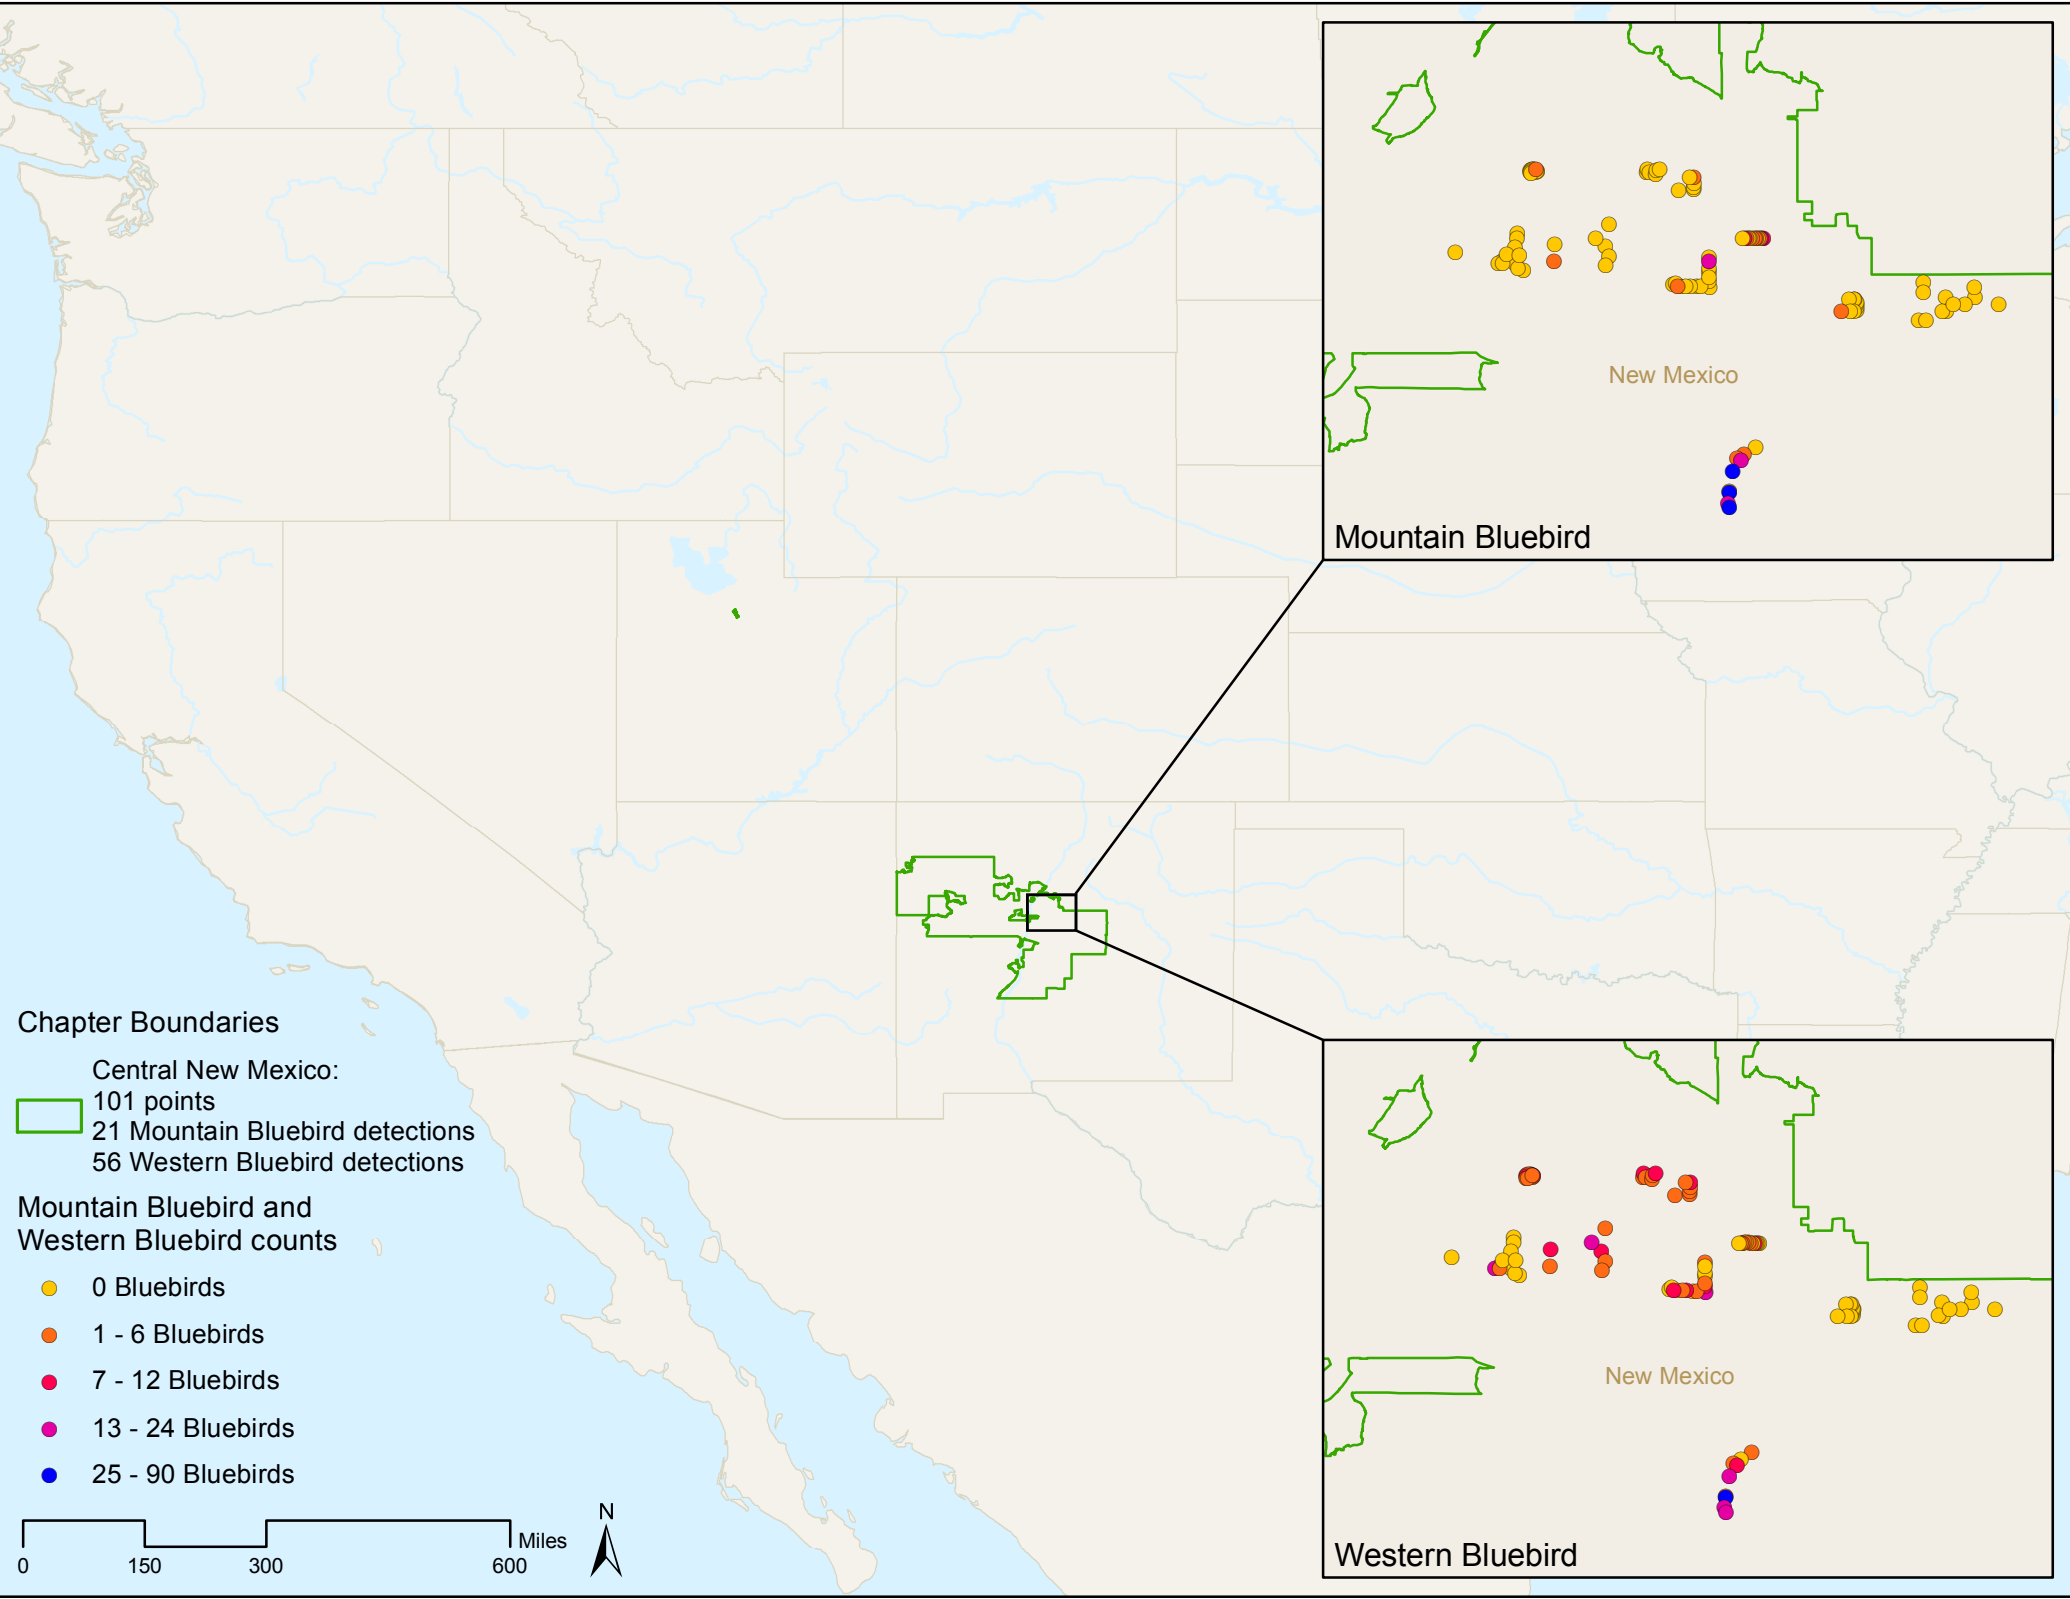 New Mexico
Mountain Bluebird
Chapter Boundaries
Central New Mexico:
101 points
21 Mountain Bluebird detections
56 Western Bluebird detections
Mountain Bluebird and
Western Bluebird counts
0 Bluebirds
1 - 6 Bluebirds
7 - 12 Bluebirds
13 - 24 Bluebirds
25 - 90 Bluebirds
N
Miles
0 150 300 600
New Mexico
Western Bluebird